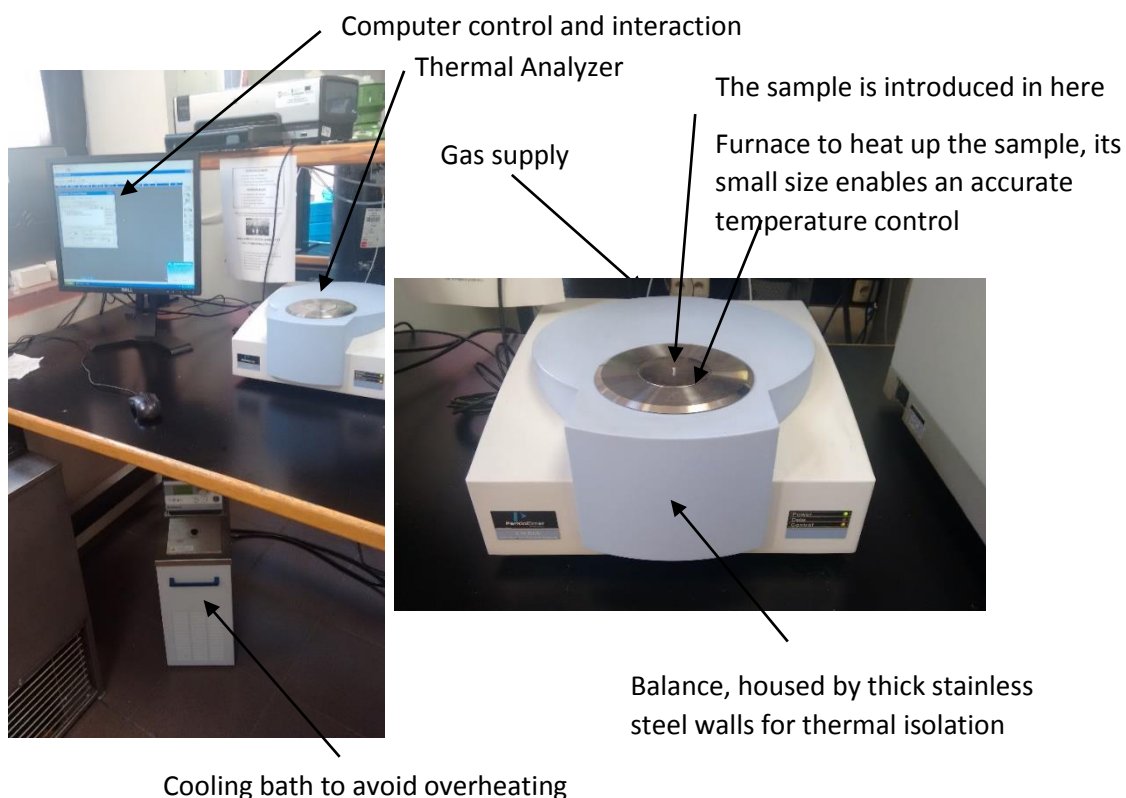 Computer control and interaction
Thermal Analyzer
The sample is introduced in here
Gas supply
Furnace to heat up the sample, its
small size enables an accurate
temperature control
DELL
PerkinElmer
Power
Data
Control
Balance, housed by thick stainless
steel walls for thermal isolation
Cooling bath to avoid overheating